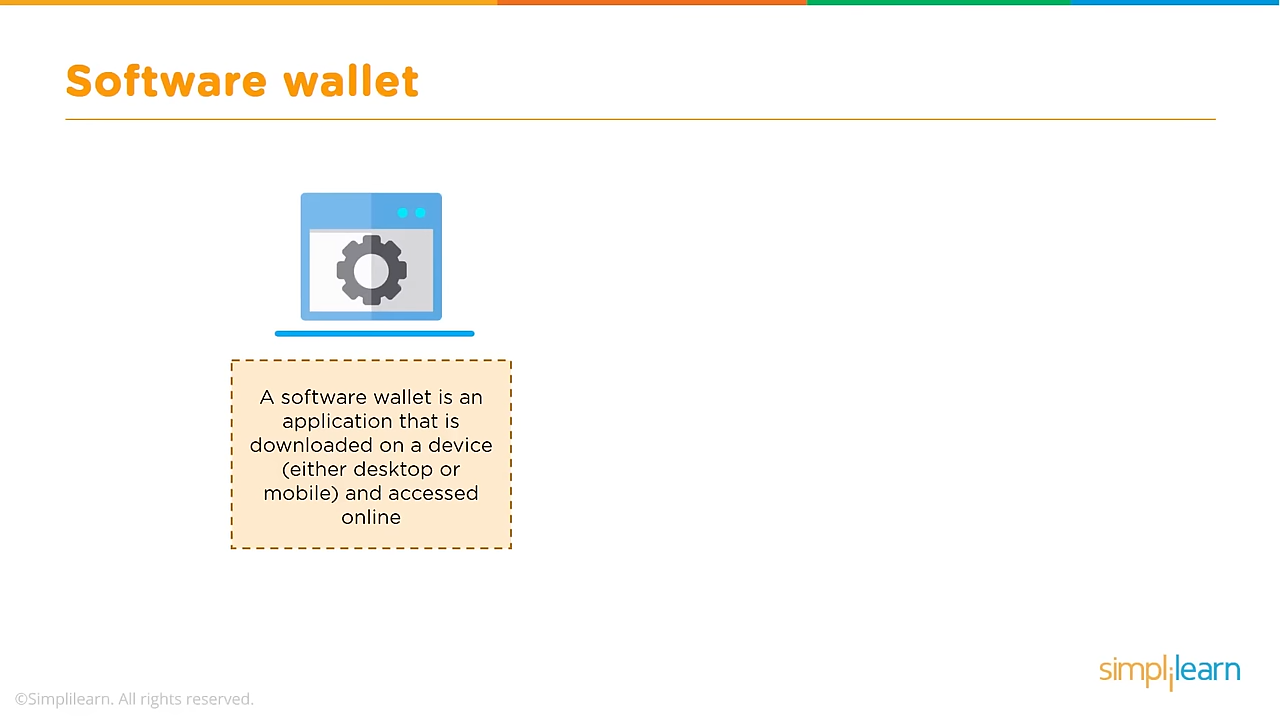 Software wallet
A software wallet is an
application that is
downloaded on a device
(either desktop or
mobile) and accessed
online
simplilearn
©Simplilearn. All rights reserved.